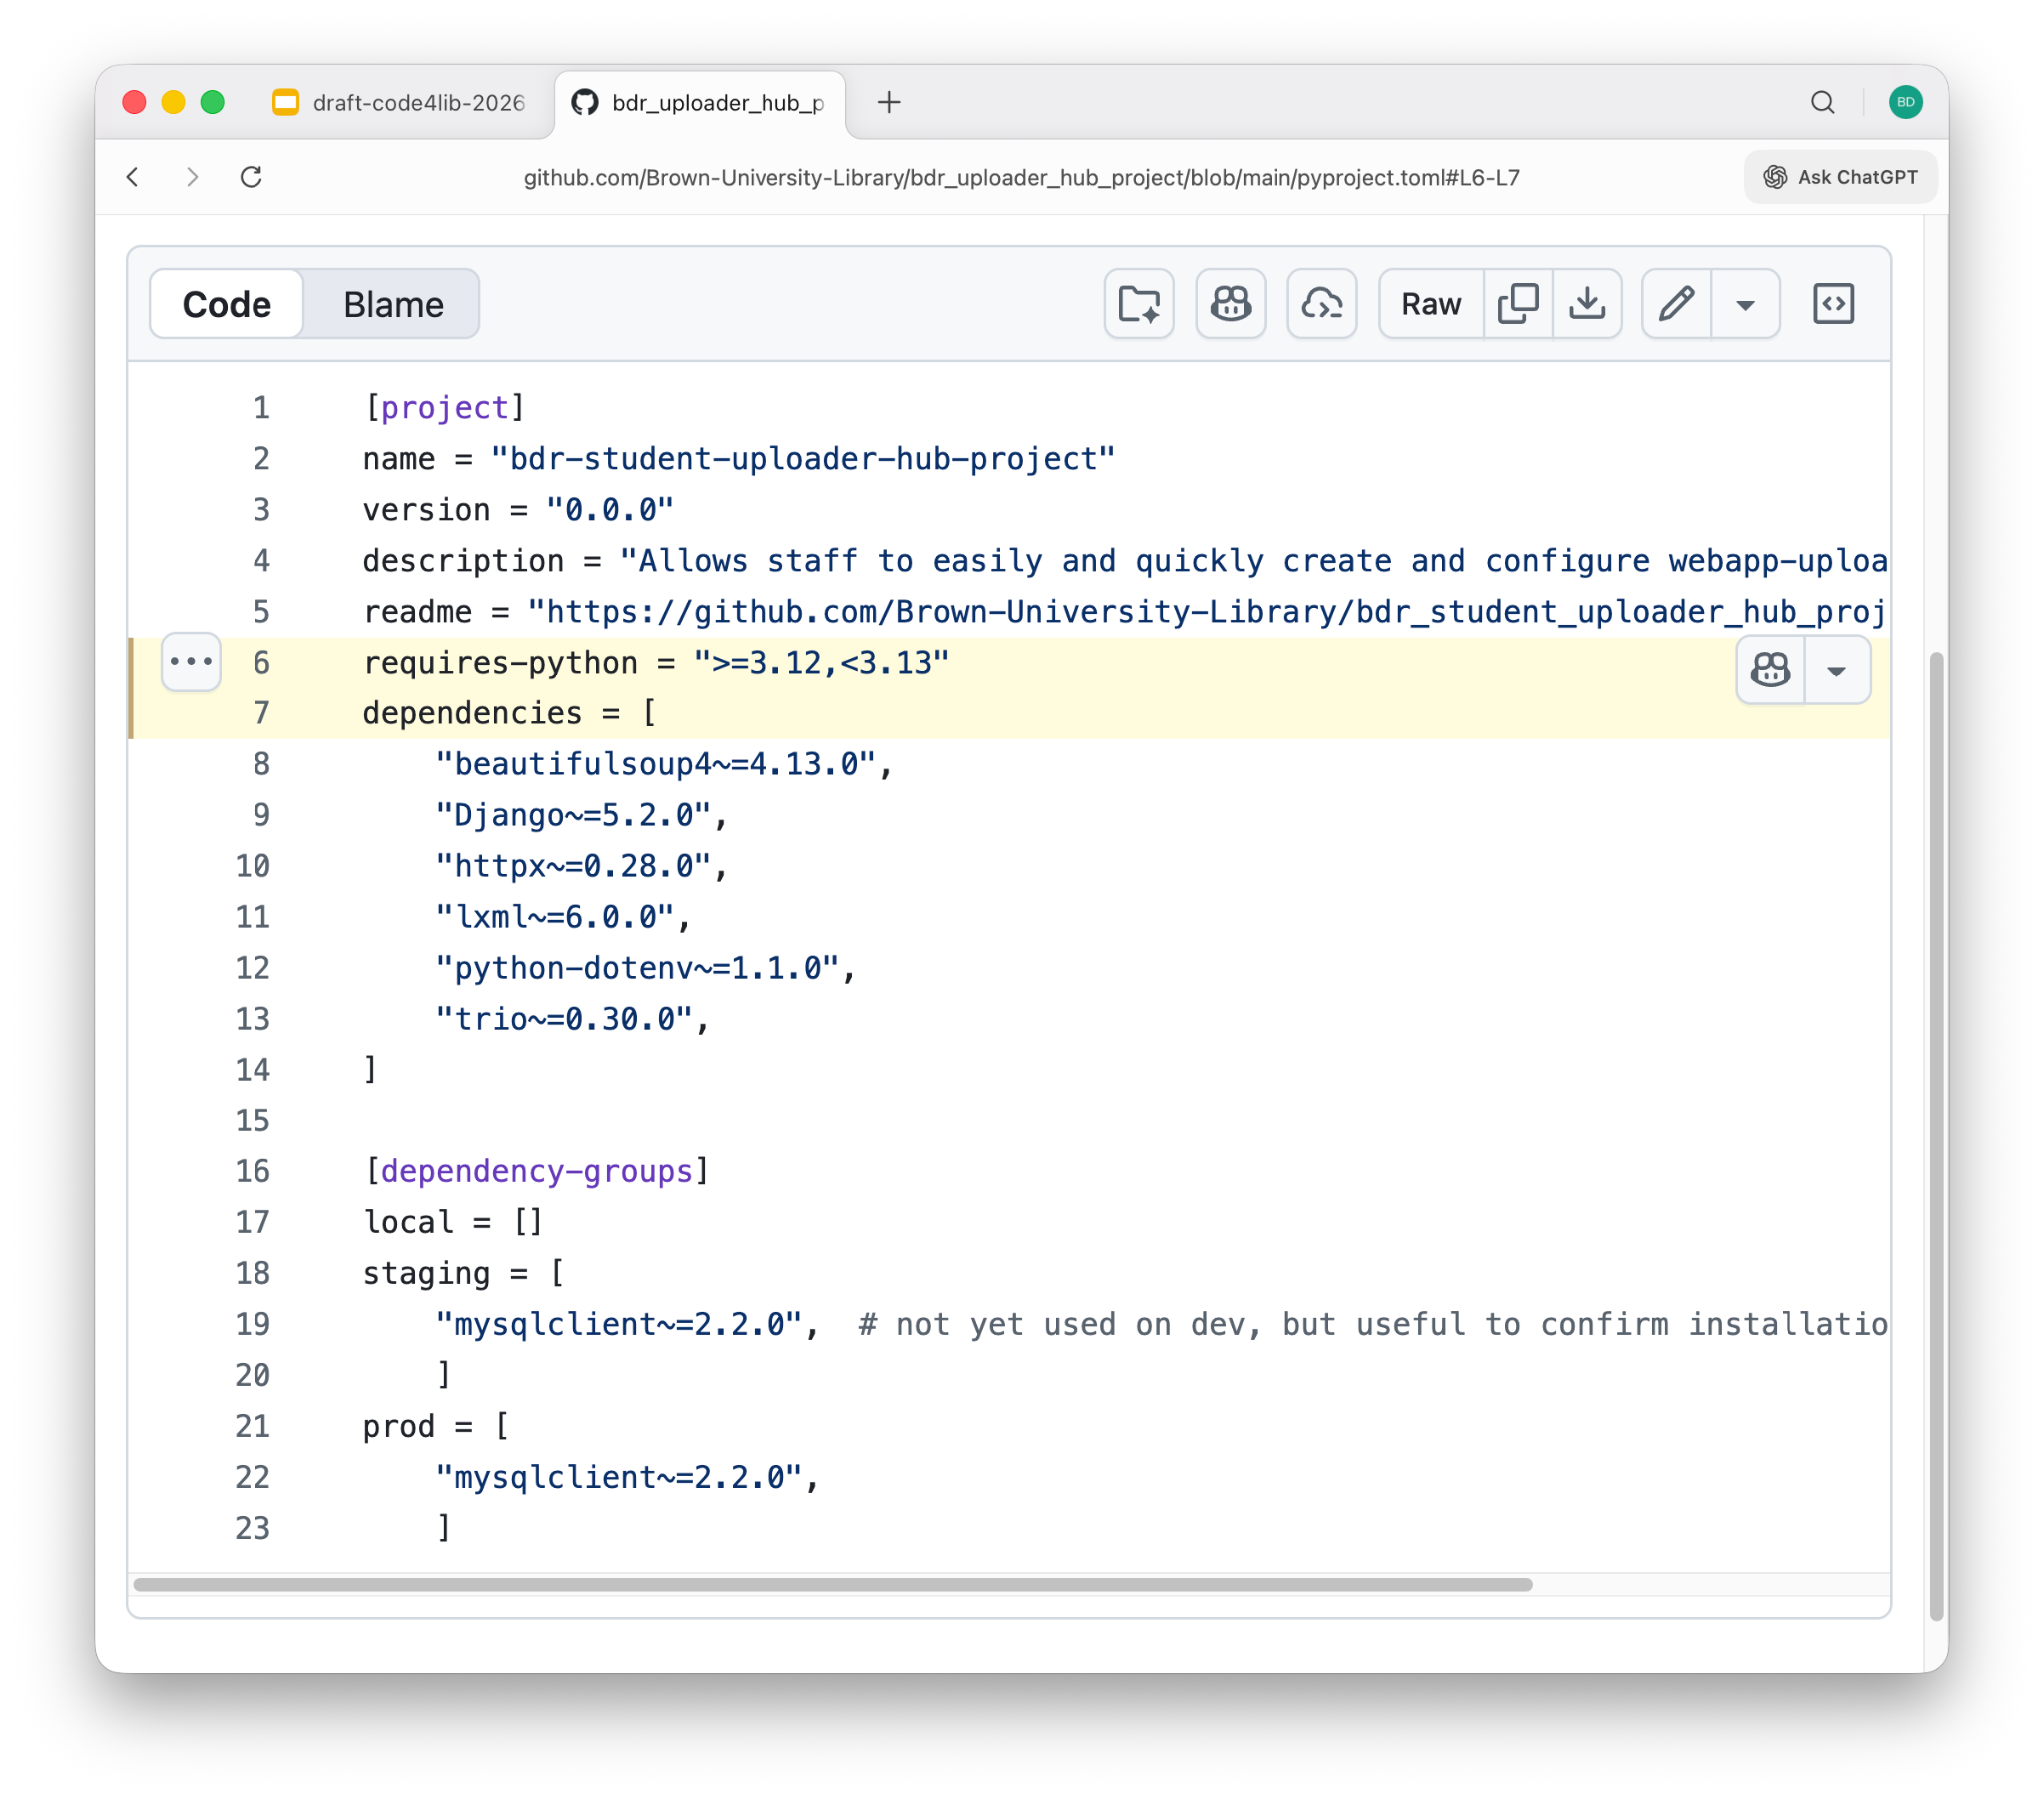 draft-code4lib-2026
bdr_uploader_hub_p
BD
github.com/Brown-University-Library/bdr_uploader_hub_project/blob/main/pyproject.toml#L6-L7
Ask ChatGPT
Code
Blame
Raw
1 [project]
2 name = "bdr-student-uploader-hub-project"
3 version = "0.0.0"
4 description = "Allows staff to easily and quickly create and configure webapp-uploa
5 readme = "https://github.com/Brown-University-Library/bdr_student_uploader_hub_proj
6 requires-python = ">=3.12,<3.13"
7 dependencies = [
8     "beautifulsoup4~=4.13.0",
9     "Django~=5.2.0",
10     "httpx~=0.28.0",
11     "lxml~=6.0.0",
12     "python-dotenv~=1.1.0",
13     "trio~=0.30.0",
14 ]
15
16 [dependency-groups]
17 local = []
18 staging = [
19     "mysqlclient~=2.2.0",  # not yet used on dev, but useful to confirm installatio
20     ]
21 prod = [
22     "mysqlclient~=2.2.0",
23     ]